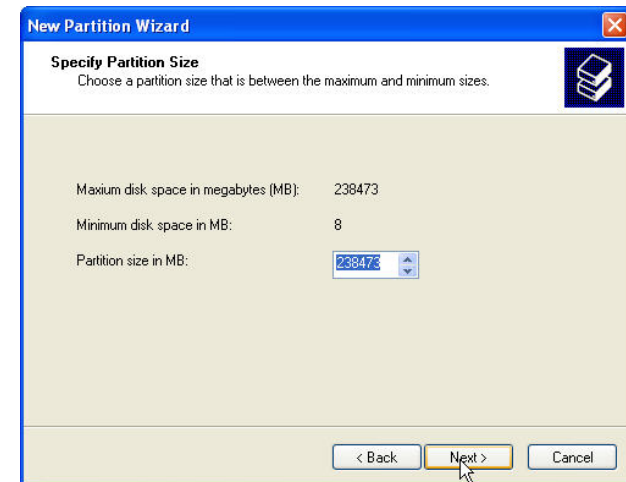 New Partition Wizard
Specify Partition Size
Choose a partition size that is between the maximum and minimum sizes.
Maxium disk space in megabytes (MB): 238473
Minimum disk space in MB: 8
Partition size in MB: 238473
< Back Next > Cancel